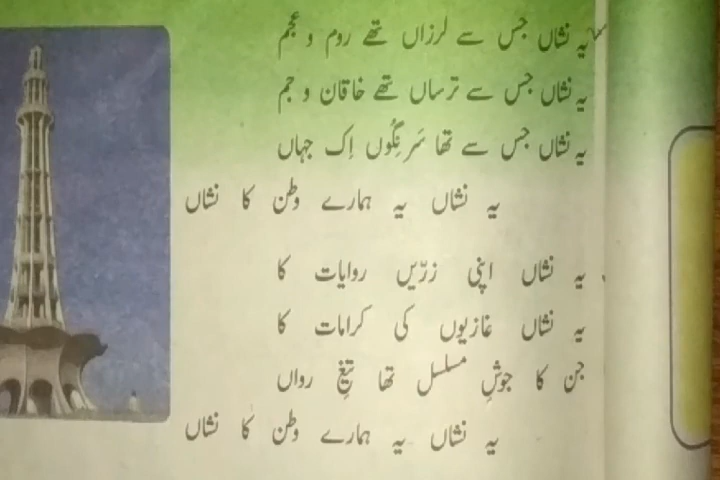 یہ نشاں جس سے لرزاں تھے روم و عجم
یہ نشاں جس سے ترساں تھے خاقان و جم
یہ نشاں جس سے تھا سَرنِگُوں اِک جہاں
یہ نشاں یہ ہمارے وطن کا نشاں
یہ نشاں اپنی زرّیں روایات کا
یہ نشاں غازیوں کی کرامات کا
جن کا جوشِ مسلسل تھا تیغِ رواں
یہ نشاں یہ ہمارے وطن کا نشاں